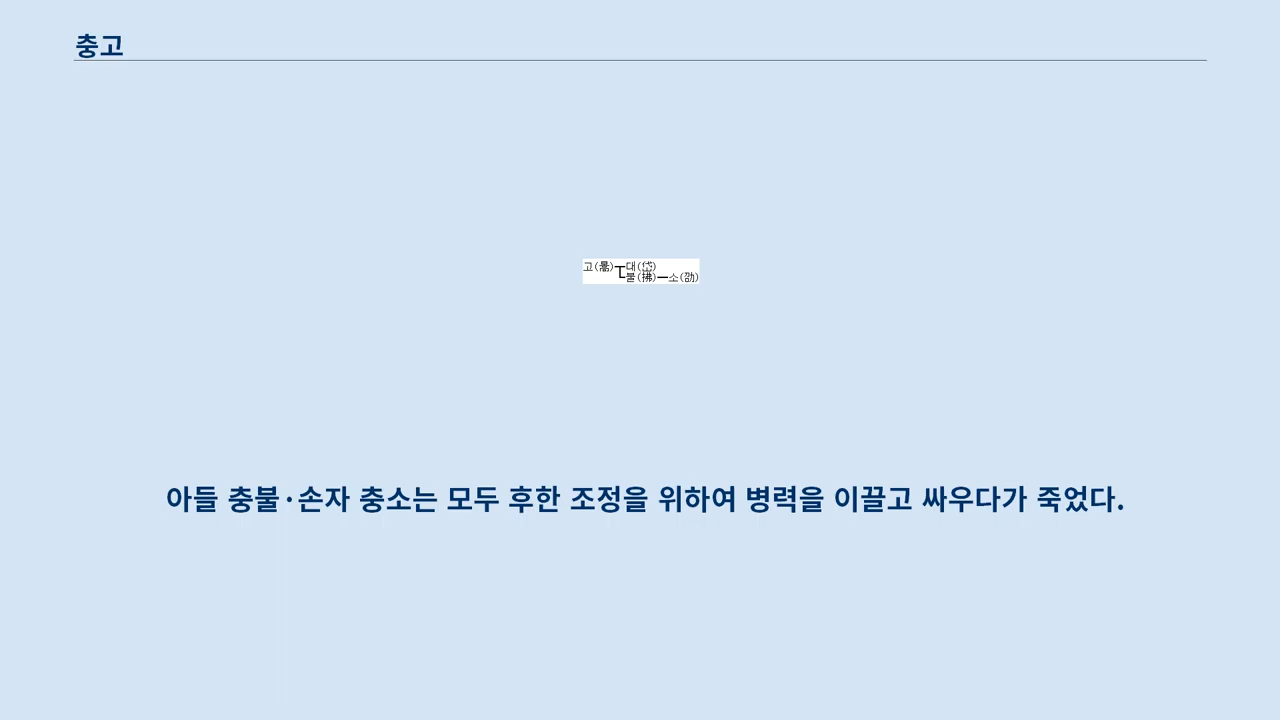 충고
고(暠)┬대(岱)
└불(拂)─소(劭)
아들 충불·손자 충소는 모두 후한 조정을 위하여 병력을 이끌고 싸우다가 죽었다.